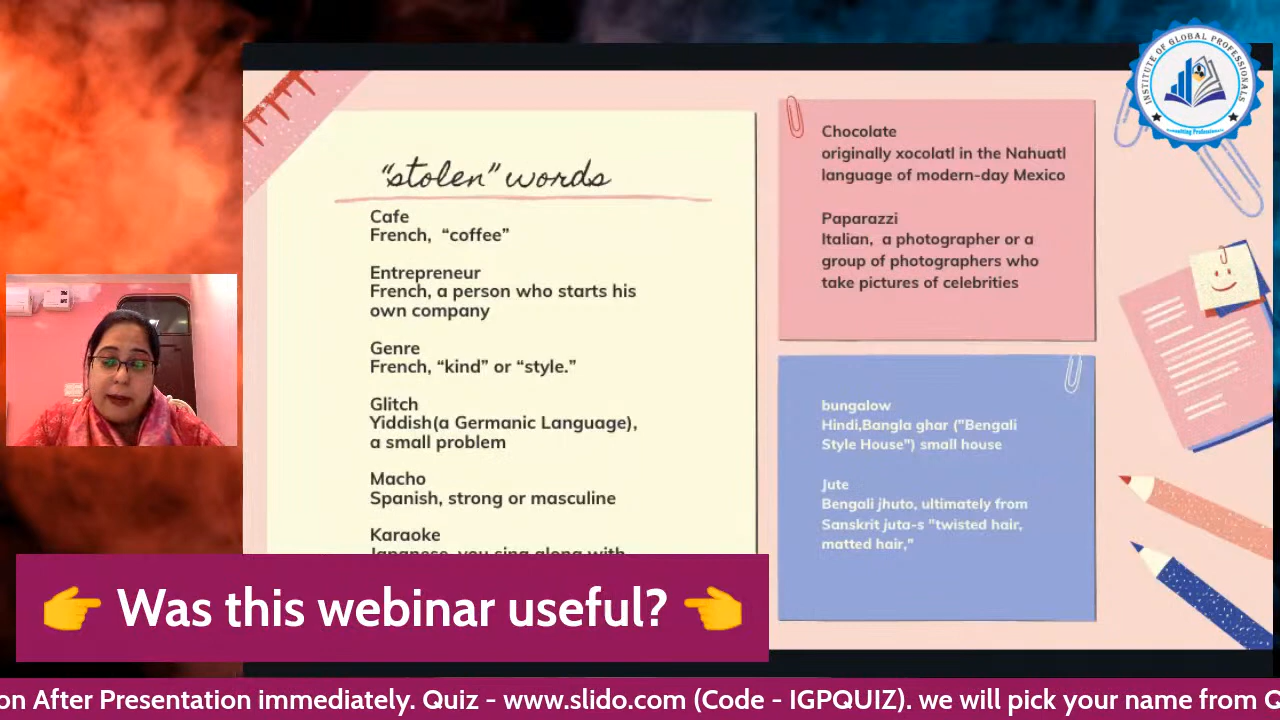 INSTITUTE OF GLOBAL PROFESSIONALS
“stolen” words
Cafe
French, “coffee”
Entrepreneur
French, a person who starts his
own company
Genre
French, “kind” or “style.”
Glitch
Yiddish(a Germanic Language),
a small problem
Macho
Spanish, strong or masculine
Karaoke
Japanese, you sing along with
Chocolate
originally xocolatl in the Nahuatl
language of modern-day Mexico
Paparazzi
Italian, a photographer or a
group of photographers who
take pictures of celebrities
bungalow
Hindi,Bangla ghar ("Bengali
Style House") small house
Jute
Bengali jhuto, ultimately from
Sanskrit juta-s "twisted hair,
matted hair,"
👉 Was this webinar useful? 👈
on After Presentation immediately. Quiz - www.slido.com (Code - IGPQUIZ). we will pick your name from Q